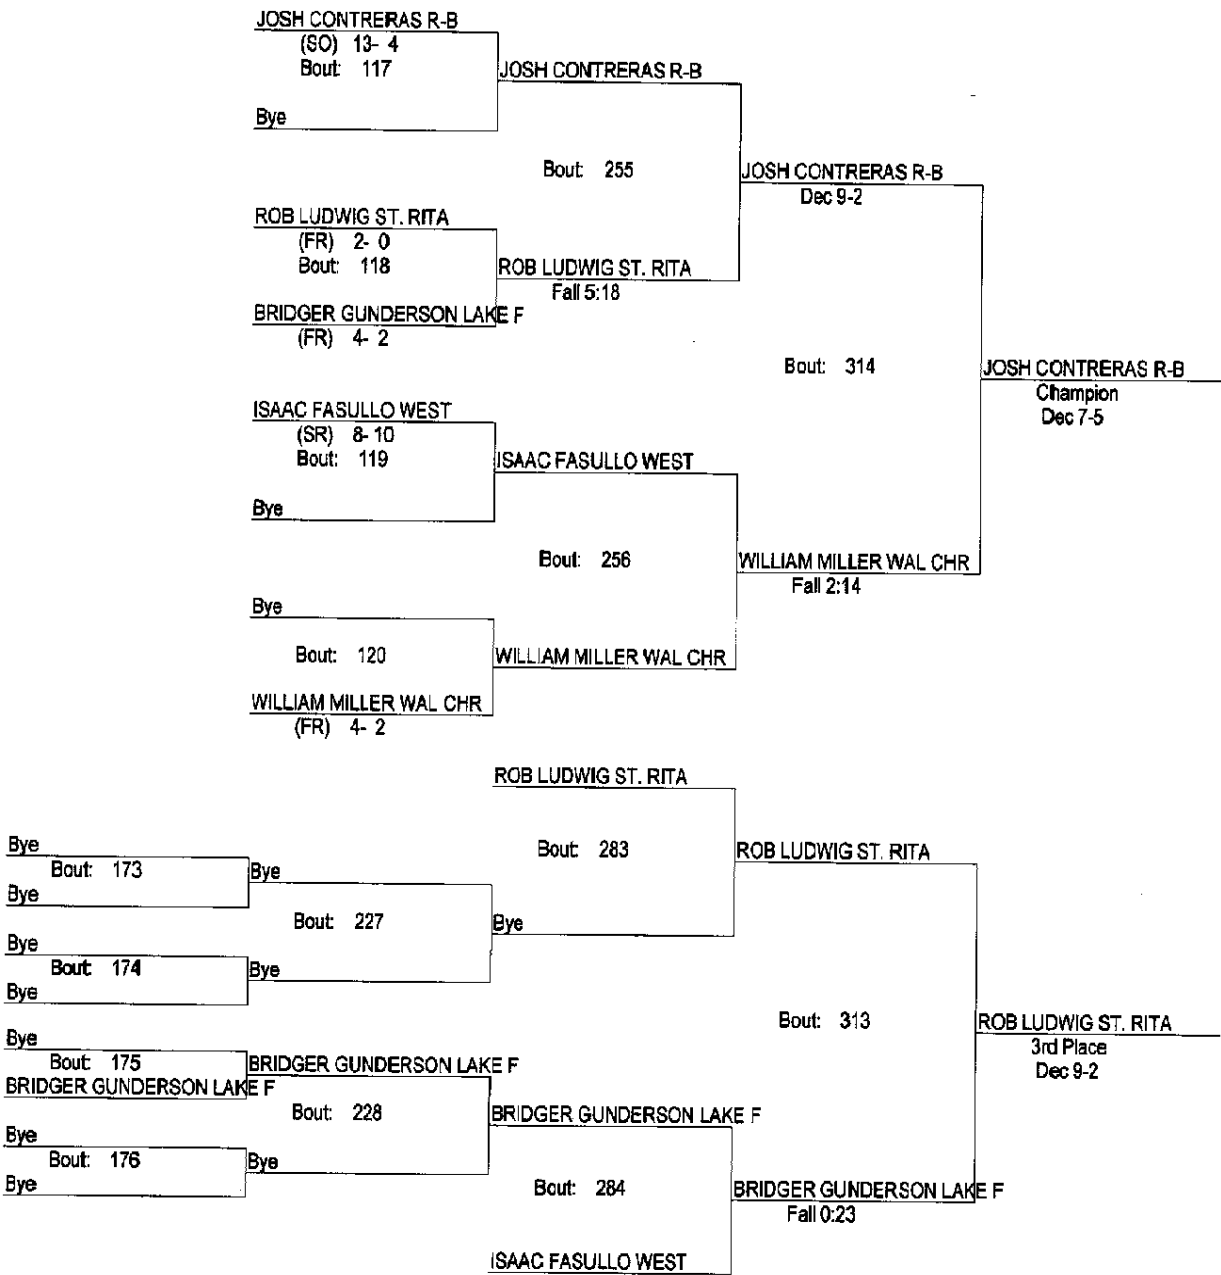 JOSH CONTRERAS R-B
(SO) 13- 4
Bout: 117
JOSH CONTRERAS R-B
Bye
Bout: 255
JOSH CONTRERAS R-B
Dec 9-2
ROB LUDWIG ST. RITA
(FR) 2- 0
Bout: 118
ROB LUDWIG ST. RITA
Fall 5:18
BRIDGER GUNDERSON LAKE F
(FR) 4- 2
Bout: 314
JOSH CONTRERAS R-B
Champion
Dec 7-5
ISAAC FASULLO WEST
(SR) 8- 10
Bout: 119
ISAAC FASULLO WEST
Bye
Bout: 256
WILLIAM MILLER WAL CHR
Fall 2:14
Bye
Bout: 120
WILLIAM MILLER WAL CHR
WILLIAM MILLER WAL CHR
(FR) 4- 2
ROB LUDWIG ST. RITA
Bout: 283
ROB LUDWIG ST. RITA
Bye
Bout: 173
Bye
Bye
Bout: 227
Bye
Bye
Bout: 174
Bye
Bye
Bout: 313
ROB LUDWIG ST. RITA
3rd Place
Dec 9-2
Bye
Bout: 175
BRIDGER GUNDERSON LAKE F
BRIDGER GUNDERSON LAKE F
Bout: 228
BRIDGER GUNDERSON LAKE F
Bye
Bout: 176
Bye
Bye
Bout: 284
BRIDGER GUNDERSON LAKE F
Fall 0:23
ISAAC FASULLO WEST